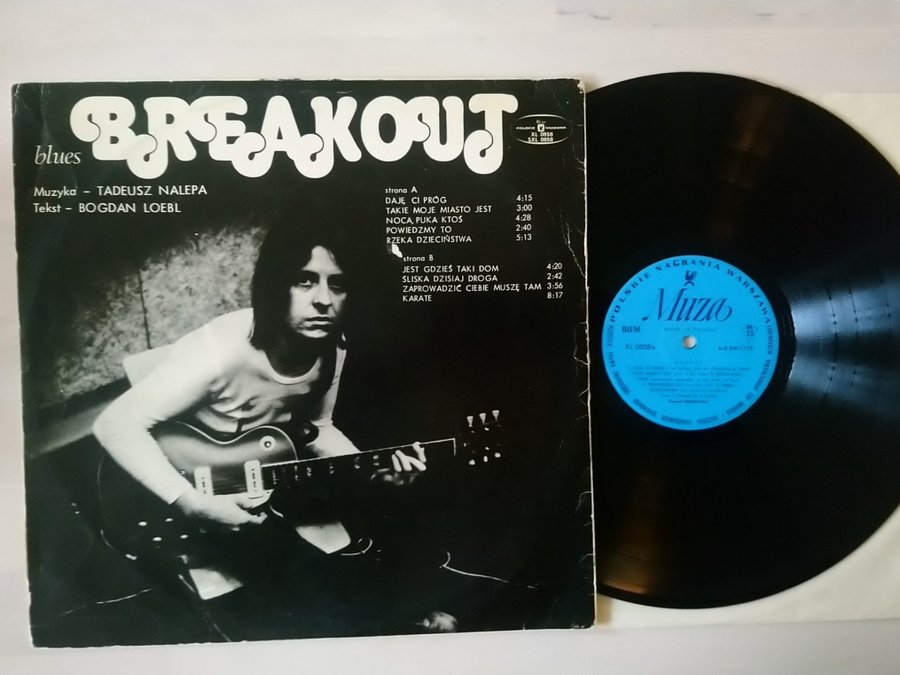 BREAKOUT
blues
POLSKIE NAGRANIA
XL 0858
SXL 0858
Muzyka – TADEUSZ NALEPA
Tekst – BOGDAN LOEBL
strona A
DAJĘ CI PRÓG 4:15
TAKIE MOJE MIASTO JEST 3:00
NOCĄ PUKA KTOŚ 4:28
POWIEDZMY TO 2:40
RZEKA DZIECIŃSTWA 5:13
strona B
JEST GDZIEŚ TAKI DOM 4:20
ŚLISKA DZISIAJ DROGA 2:42
ZAPROWADZIĆ CIEBIE MUSZĘ TAM 3:56
KARATE 8:17
POLSKIE NAGRANIA WARSZAWA
Muza
BIEM
XL 0858